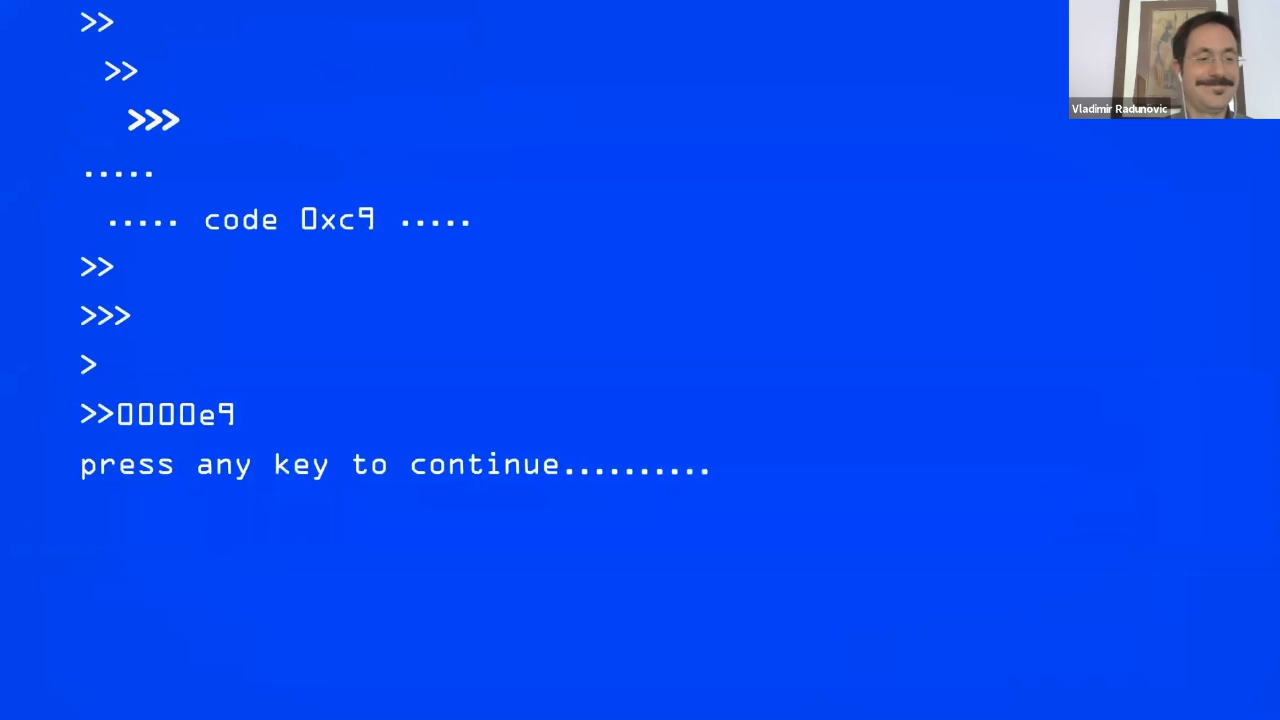 >>
>>
>>>
.....
..... code 0xc9 .....
>>
>>>
>
>>0000e9
press any key to continue..........
Vladimir Radunovic